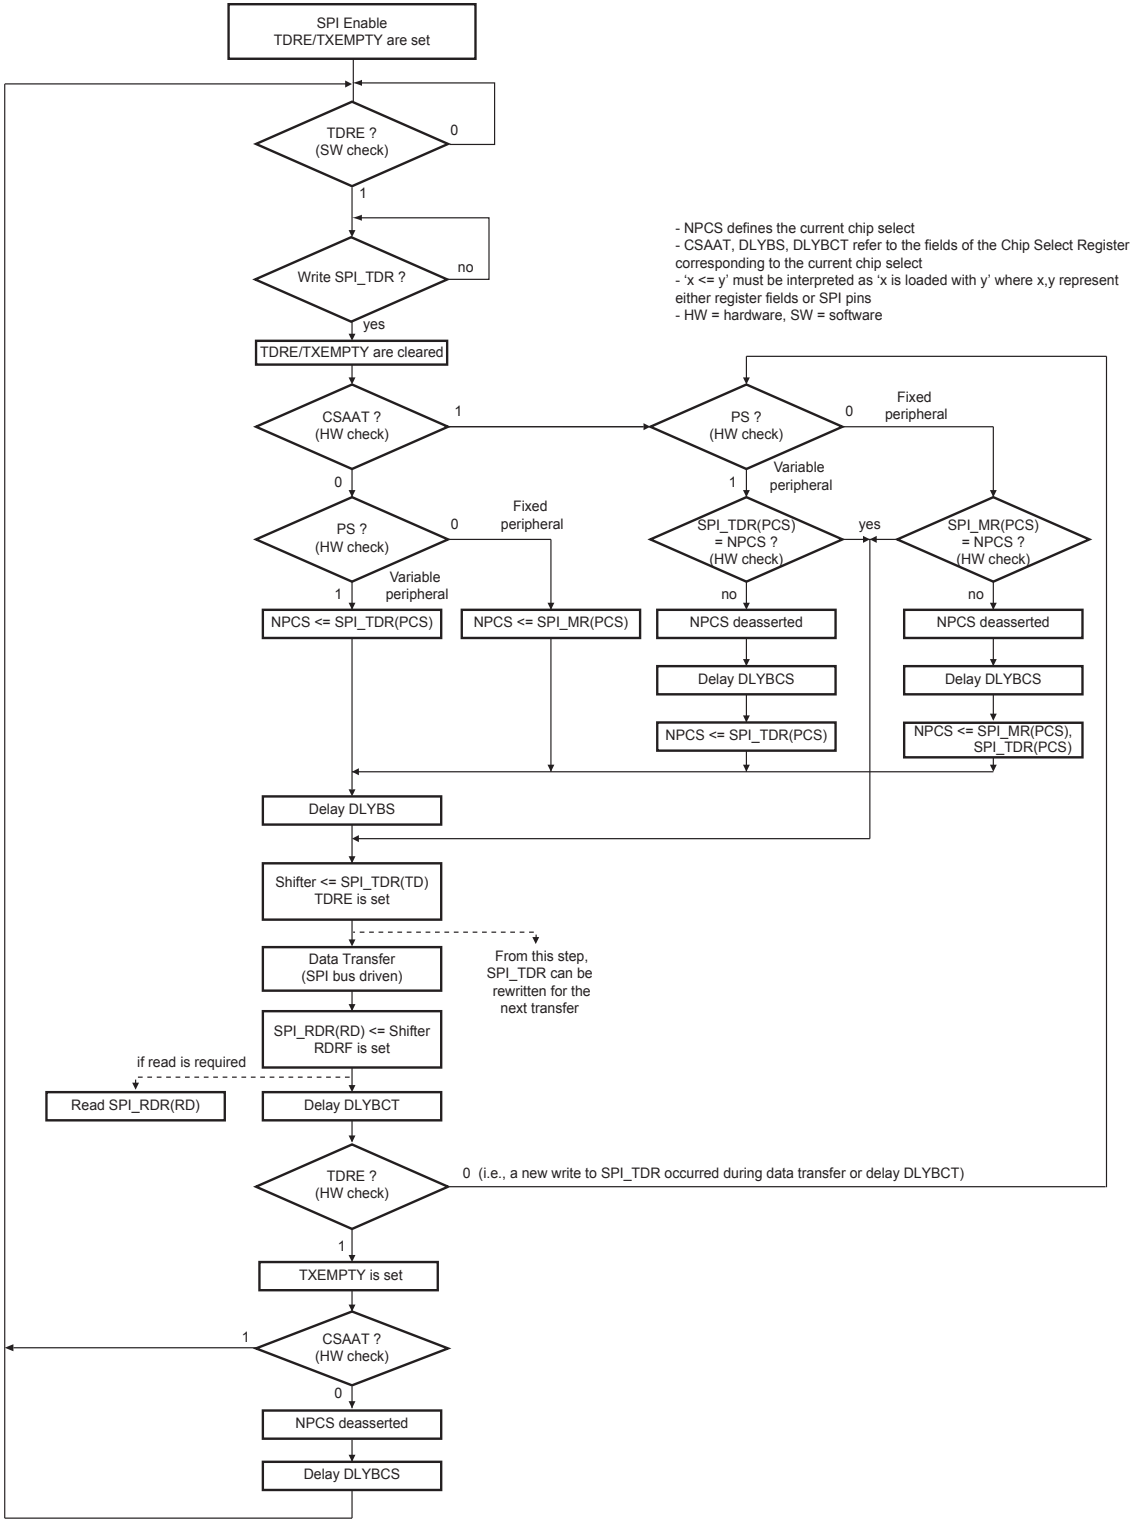 SPI Enable
TDRE/TXEMPTY are set
TDRE ?
(SW check)
0
1
Write SPI_TDR ?
no
yes
- NPCS defines the current chip select
- CSAAT, DLYBS, DLYBCT refer to the fields of the Chip Select Register
corresponding to the current chip select
- ‘x <= y’ must be interpreted as ‘x is loaded with y’ where x,y represent
either register fields or SPI pins
- HW = hardware, SW = software
TDRE/TXEMPTY are cleared
CSAAT ?
(HW check)
1
0
PS ?
(HW check)
0
Fixed
peripheral
1
Variable
peripheral
PS ?
(HW check)
0
Fixed
peripheral
1
Variable
peripheral
SPI_TDR(PCS)
= NPCS ?
(HW check)
yes
no
SPI_MR(PCS)
= NPCS ?
(HW check)
no
NPCS <= SPI_TDR(PCS)
NPCS <= SPI_MR(PCS)
NPCS deasserted
NPCS deasserted
Delay DLYBCS
Delay DLYBCS
NPCS <= SPI_TDR(PCS)
NPCS <= SPI_MR(PCS),
SPI_TDR(PCS)
Delay DLYBS
Shifter <= SPI_TDR(TD)
TDRE is set
Data Transfer
(SPI bus driven)
From this step,
SPI_TDR can be
rewritten for the
next transfer
SPI_RDR(RD) <= Shifter
RDRF is set
if read is required
Read SPI_RDR(RD)
Delay DLYBCT
TDRE ?
(HW check)
0 (i.e., a new write to SPI_TDR occurred during data transfer or delay DLYBCT)
1
TXEMPTY is set
CSAAT ?
(HW check)
1
0
NPCS deasserted
Delay DLYBCS